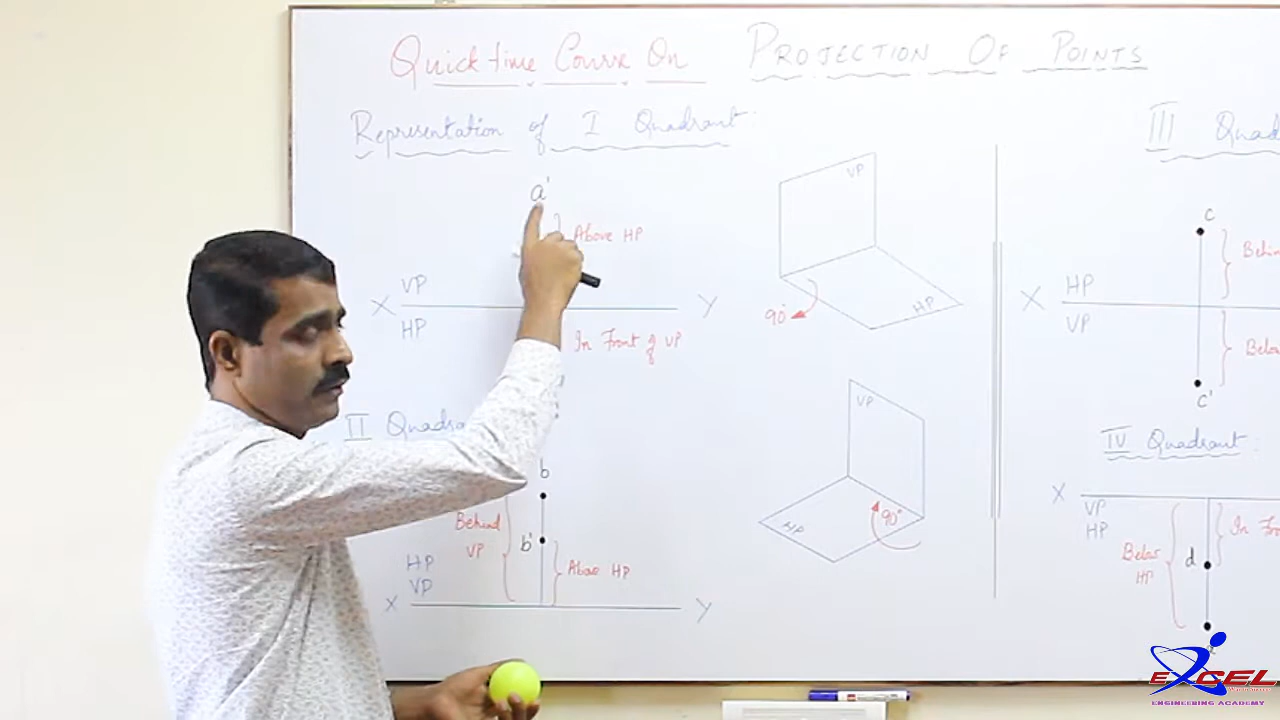 Quick time Course On PROJECTION OF POINTS
Representation of I Quadrant:
a'
Above HP
VP
X Y
HP
In Front of VP
II
b
Behind VP
b'
HP
VP
Above HP
X Y
VP
HP
90°
VP
HP
90°
III
c
HP
X
VP
c'
IV Quadrant:
X
VP
HP
Below HP
d
EXCEL
ENGINEERING ACADEMY